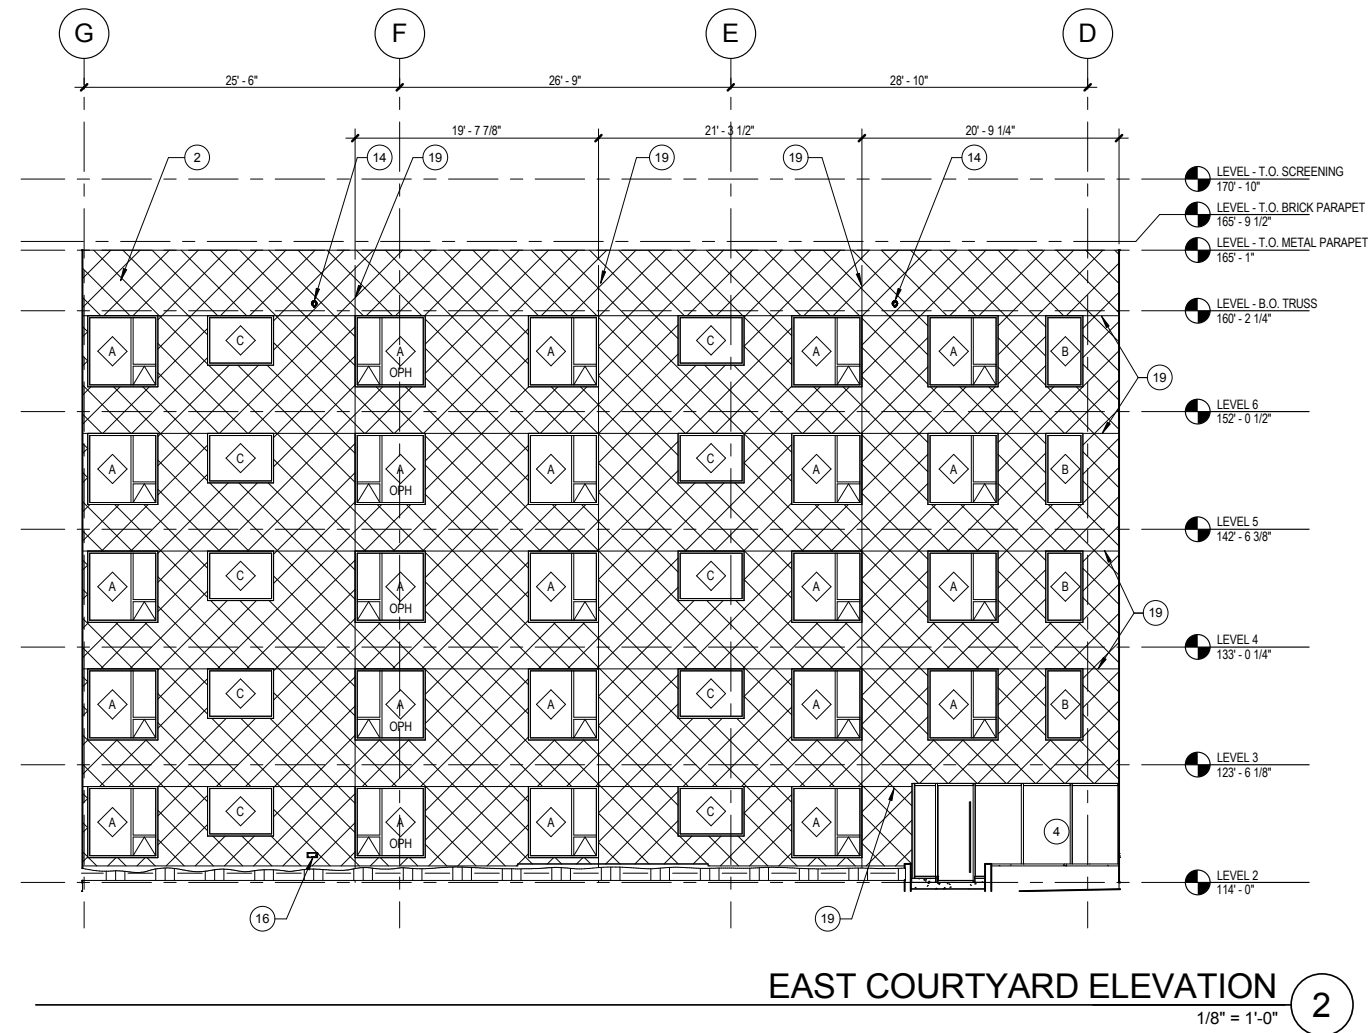 G F E D
25' - 6" 26' - 9" 28' - 10"
19' - 7 7/8" 21' - 3 1/2" 20' - 9 1/4"
2 14 19 19 19 14
LEVEL - T.O. SCREENING
170' - 10"
LEVEL - T.O. BRICK PARAPET
165' - 9 1/2"
LEVEL - T.O. METAL PARAPET
165' - 1"
LEVEL - B.O. TRUSS
160' - 2 1/4"
A C A A C A A B
OPH
19
LEVEL 6
152' - 0 1/2"
A C A A C A A B
OPH
LEVEL 5
142' - 6 3/8"
A C A A C A A B
OPH
19
LEVEL 4
133' - 0 1/4"
A C A A C A A B
OPH
LEVEL 3
123' - 6 1/8"
A C A A C A 4
OPH
LEVEL 2
114' - 0"
16 19
EAST COURTYARD ELEVATION 2
1/8" = 1'-0"